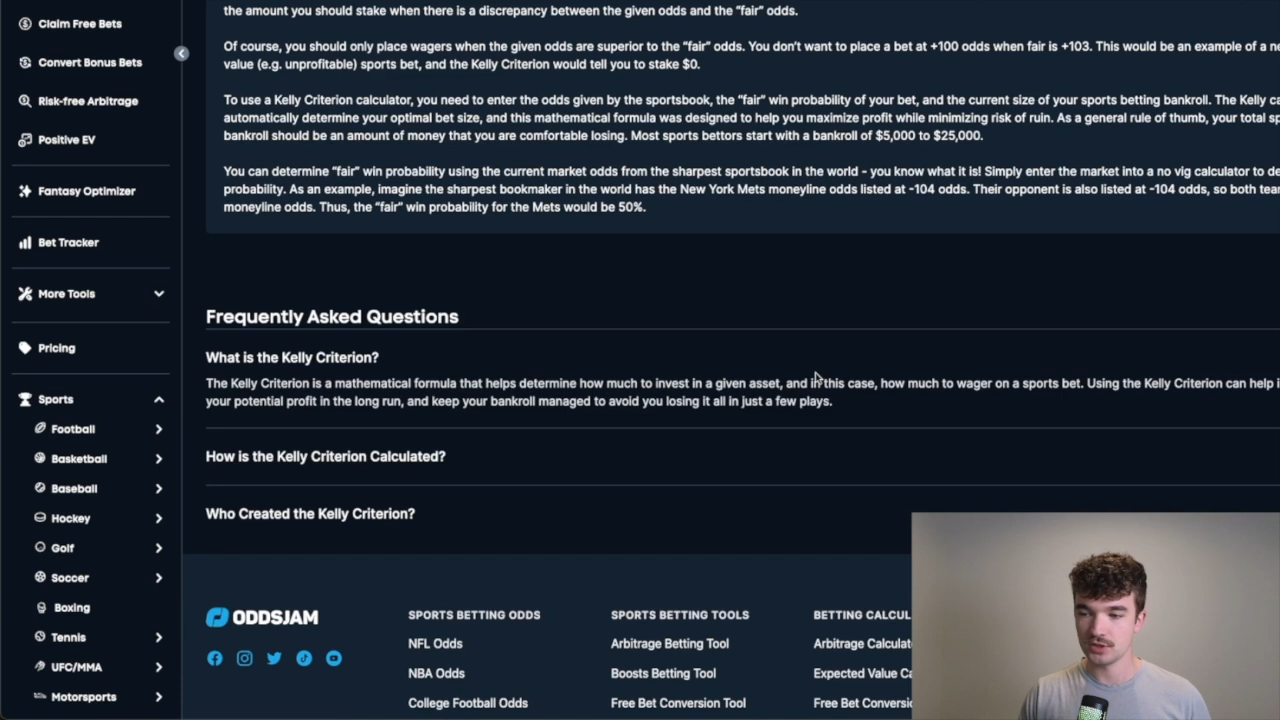 Claim Free Bets
Convert Bonus Bets
Risk-free Arbitrage
Positive EV
Fantasy Optimizer
Bet Tracker
More Tools
Pricing
Sports
Football
Basketball
Baseball
Hockey
Golf
Soccer
Boxing
Tennis
UFC/MMA
Motorsports
the amount you should stake when there is a discrepancy between the given odds and the “fair” odds.
Of course, you should only place wagers when the given odds are superior to the “fair” odds. You don’t want to place a bet at +100 odds when fair is +103. This would be an example of a
value (e.g. unprofitable) sports bet, and the Kelly Criterion would tell you to stake $0.
To use a Kelly Criterion calculator, you need to enter the odds given by the sportsbook, the “fair” win probability of your bet, and the current size of your sports betting bankroll. The Kelly
automatically determine your optimal bet size, and this mathematical formula was designed to help you maximize profit while minimizing risk of ruin. As a general rule of thumb, your total
bankroll should be an amount of money that you are comfortable losing. Most sports bettors start with a bankroll of $5,000 to $25,000.
You can determine “fair” win probability using the current market odds from the sharpest sportsbook in the world - you know what it is! Simply enter the market into a no vig calculator to
probability. As an example, imagine the sharpest bookmaker in the world has the New York Mets moneyline odds listed at -104 odds. Their opponent is also listed at -104 odds, so both
moneyline odds. Thus, the “fair” win probability for the Mets would be 50%.
Frequently Asked Questions
What is the Kelly Criterion?
The Kelly Criterion is a mathematical formula that helps determine how much to invest in a given asset, and in this case, how much to wager on a sports bet. Using the Kelly Criterion can help
your potential profit in the long run, and keep your bankroll managed to avoid you losing it all in just a few plays.
How is the Kelly Criterion Calculated?
Who Created the Kelly Criterion?
ODDSJAM
SPORTS BETTING ODDS
NFL Odds
NBA Odds
College Football Odds
SPORTS BETTING TOOLS
Arbitrage Betting Tool
Boosts Betting Tool
Free Bet Conversion Tool
BETTING CALCUL
Arbitrage Calculat
Expected Value Ca
Free Bet Conversi